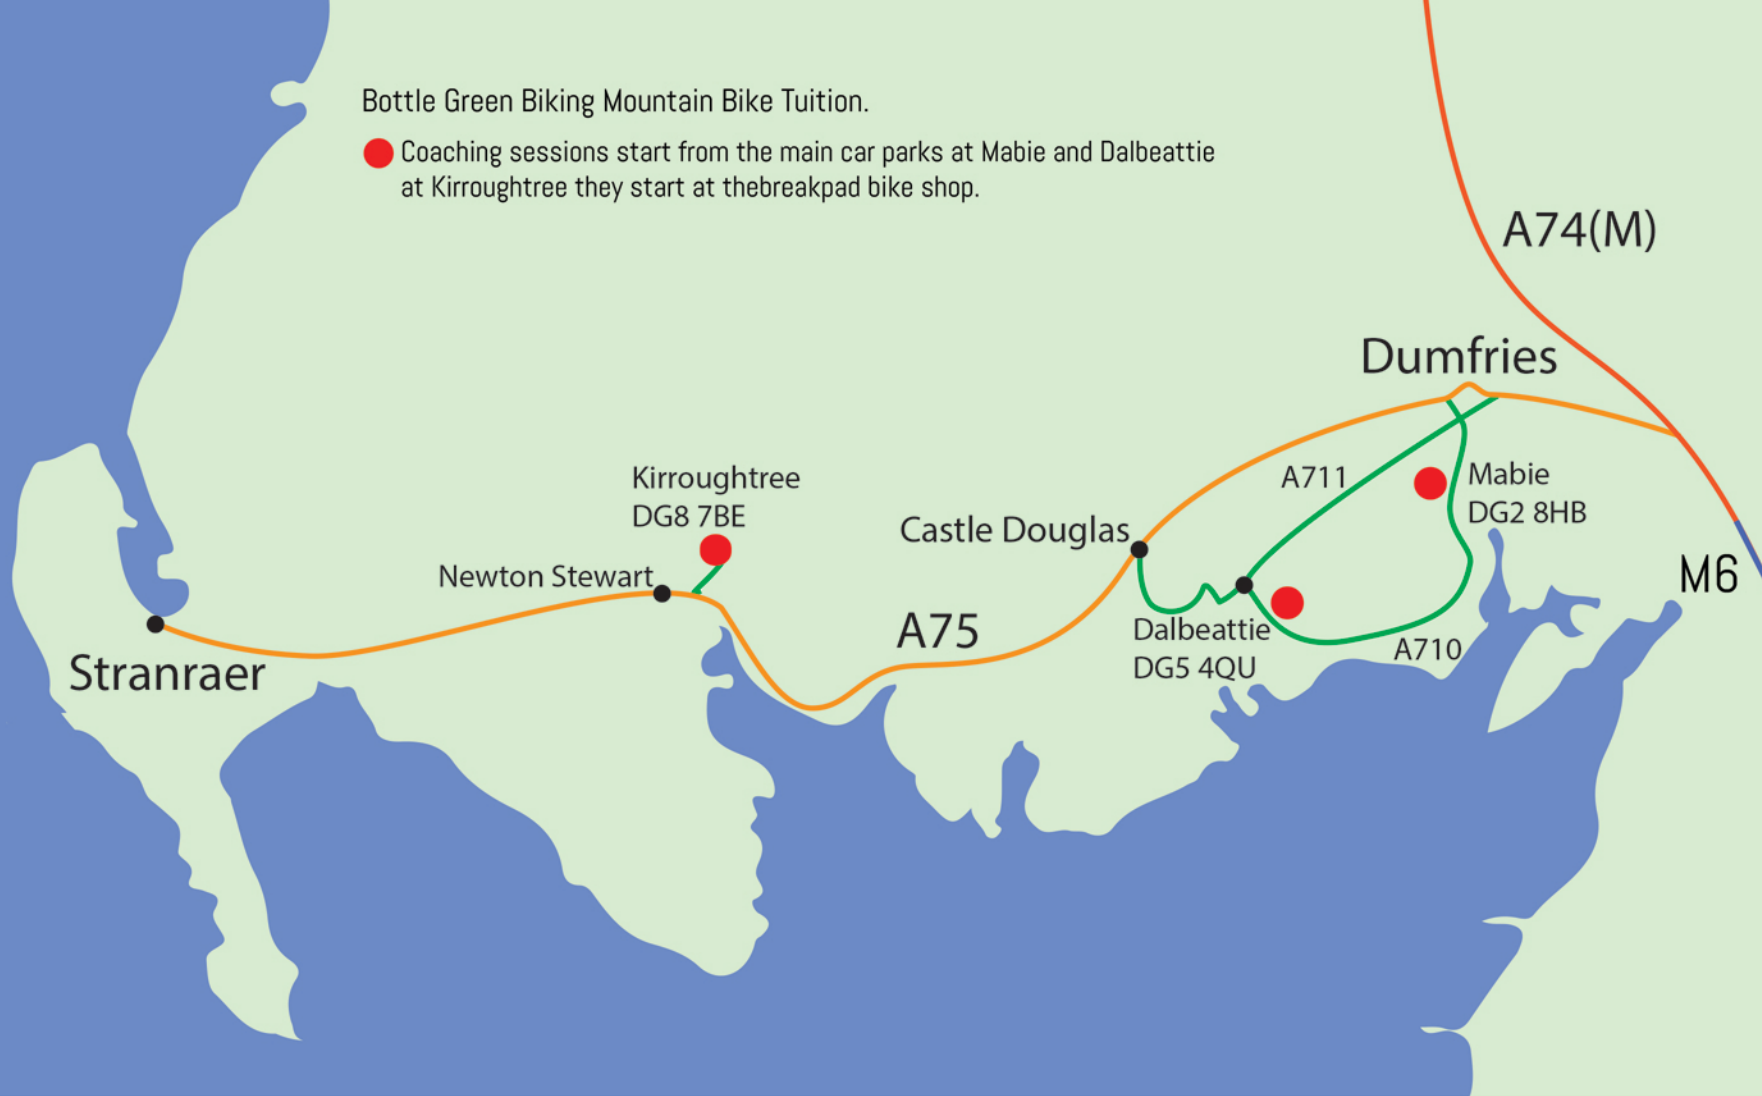 Bottle Green Biking Mountain Bike Tuition.
Coaching sessions start from the main car parks at Mabie and Dalbeattie
at Kirroughtree they start at thebreakpad bike shop.
A74(M)
Dumfries
Kirroughtree
DG8 7BE
A711
Mabie
DG2 8HB
Castle Douglas
Newton Stewart
M6
A75
Dalbeattie
DG5 4QU
A710
Stranraer